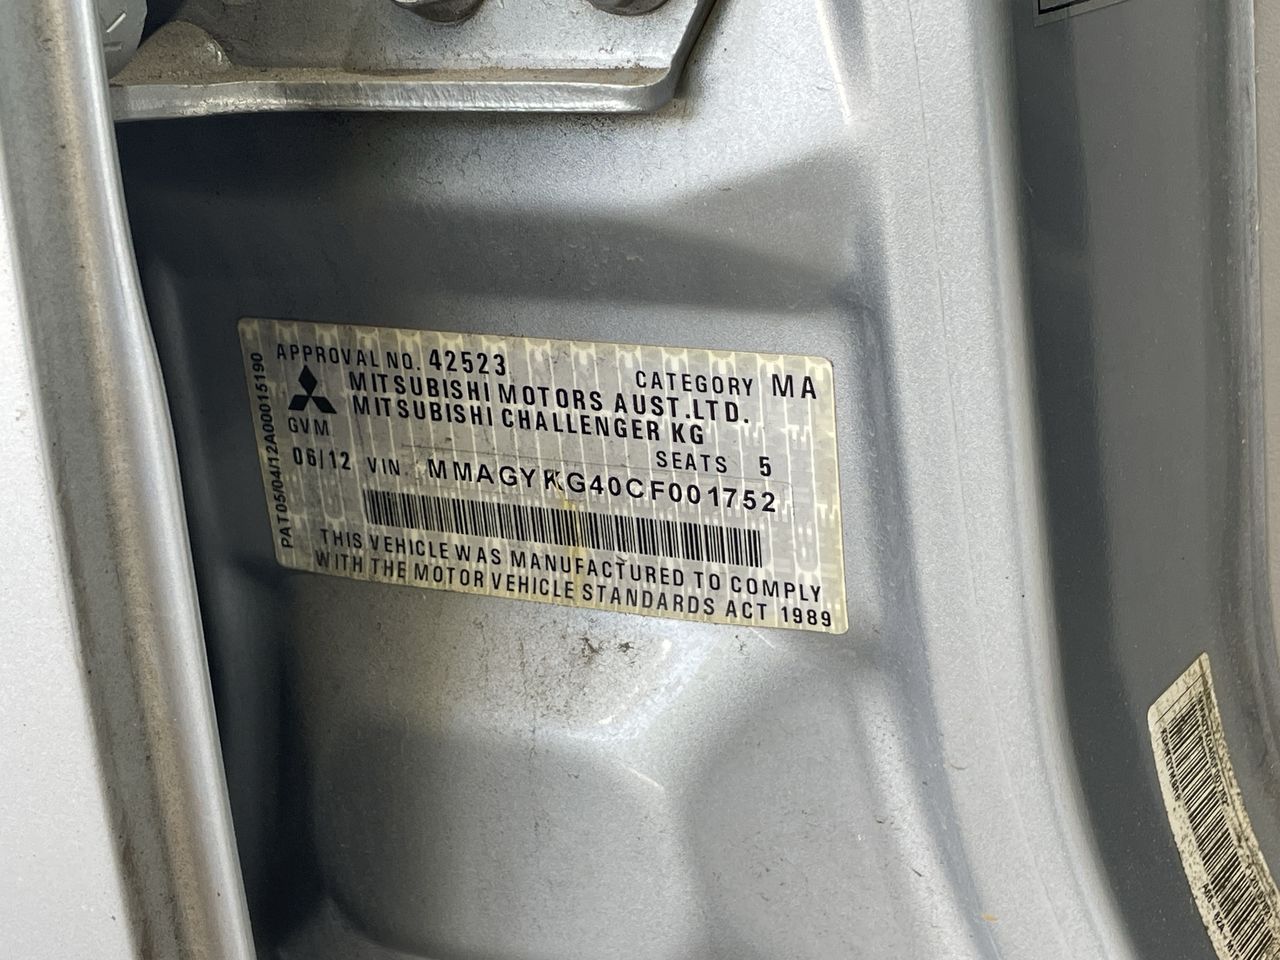 APPROVAL NO. 42523 CATEGORY MA
MITSUBISHI MOTORS AUST.LTD.
MITSUBISHI CHALLENGER KG
GVM SEATS 5
06/12 VIN. MMAGYKG40CF001752
THIS VEHICLE WAS MANUFACTURED TO COMPLY
WITH THE MOTOR VEHICLE STANDARDS ACT 1989
PAT05/04/12A00015190